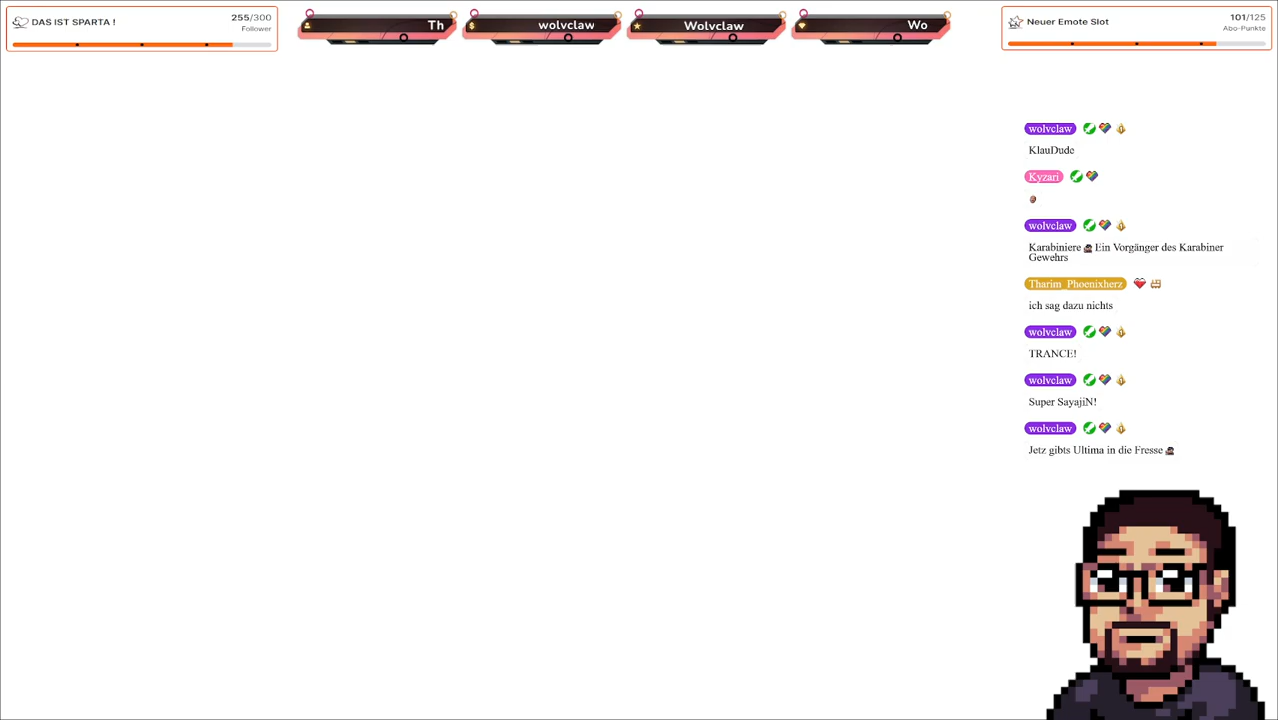 DAS IST SPARTA !
255/300
Follower
Th
wolvclaw
Wolvclaw
Wo
Neuer Emote Slot
101/125
Abo-Punkte
wolvclaw
KlauDude
Kyzari
wolvclaw
Karabiniere Ein Vorgänger des Karabiner
Gewehrs
Tharim_Phoenixherz
ich sag dazu nichts
wolvclaw
TRANCE!
wolvclaw
Super SayajiN!
wolvclaw
Jetz gibts Ultima in die Fresse